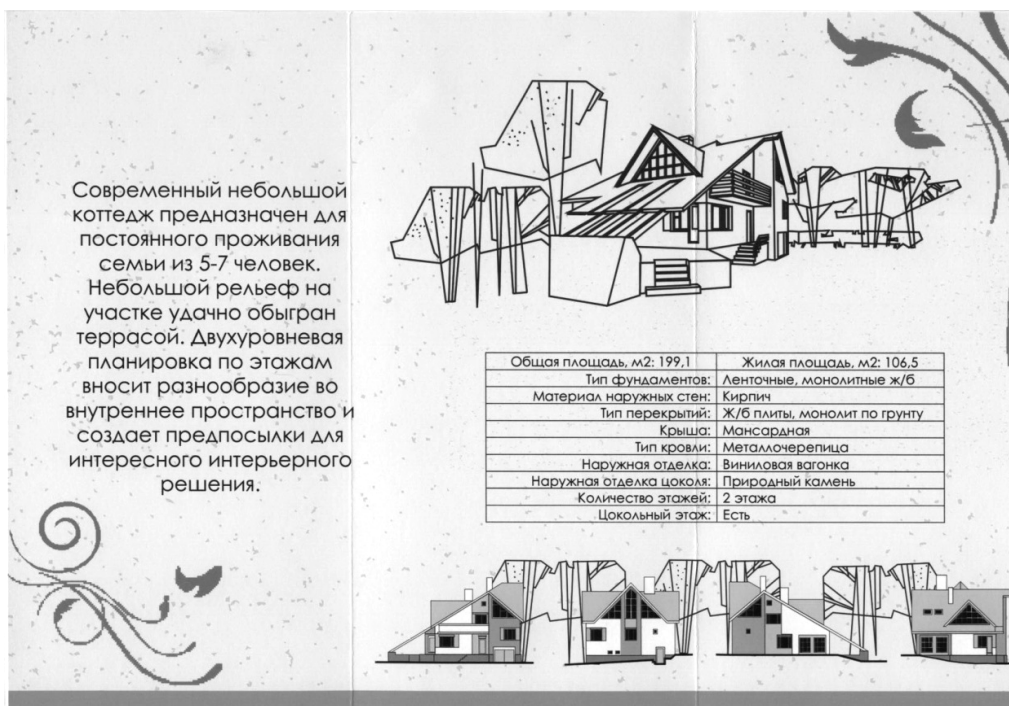 Современный небольшой
коттедж предназначен для
постоянного проживания
семьи из 5-7 человек.
Небольшой рельеф на
участке удачно обыгран
террасой. Двухуровневая
планировка по этажам
вносит разнообразие во
внутреннее пространство и
создает предпосылки для
интересного интерьерного
решения.
Общая площадь, м2: 199,1 Жилая площадь, м2: 106,5
Тип фундаментов: Ленточные, монолитные ж/б
Материал наружных стен: Кирпич
Тип перекрытий: Ж/б плиты, монолит по грунту
Крыша: Мансардная
Тип кровли: Металлочерепица
Наружная отделка: Виниловая вагонка
Наружная отделка цоколя: Природный камень
Количество этажей: 2 этажа
Цокольный этаж: Есть